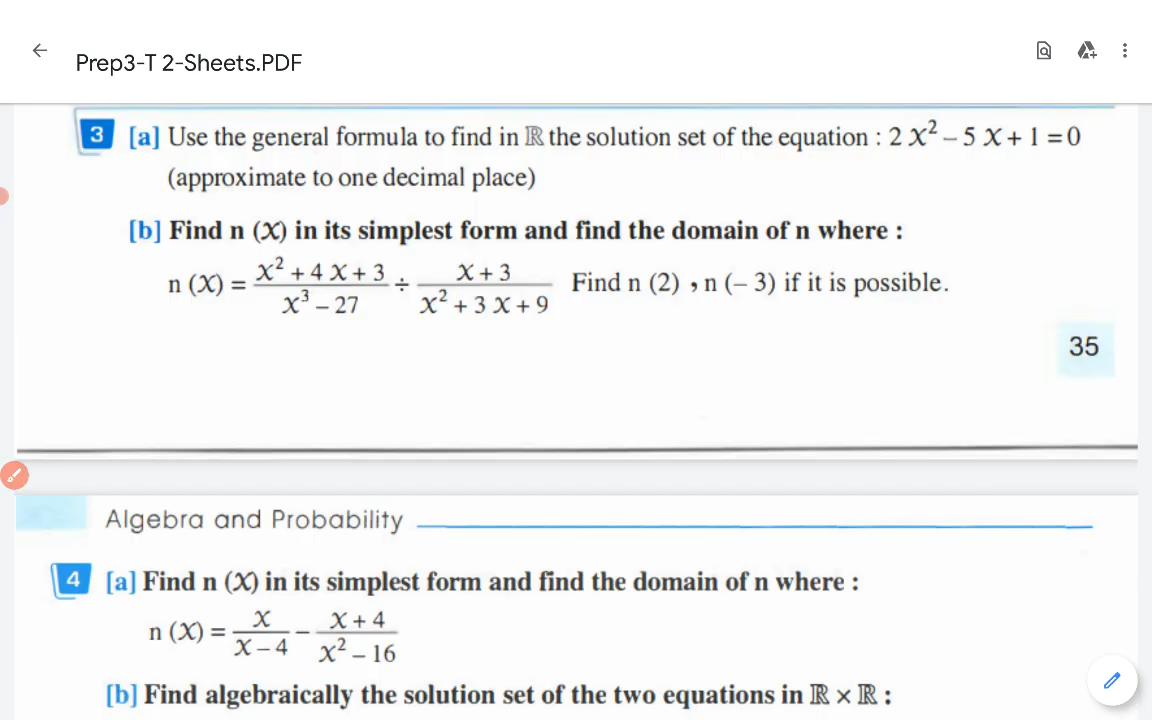 Prep3-T 2-Sheets.PDF
3 [a] Use the general formula to find in ℝ the solution set of the equation : 2 X² – 5 X + 1 = 0
(approximate to one decimal place)
[b] Find n (X) in its simplest form and find the domain of n where :
n (X) = (X² + 4 X + 3)/(X³ – 27) ÷ (X + 3)/(X² + 3 X + 9) Find n (2) , n (– 3) if it is possible.
35
Algebra and Probability
4 [a] Find n (X) in its simplest form and find the domain of n where :
n (X) = X/(X – 4) – (X + 4)/(X² – 16)
[b] Find algebraically the solution set of the two equations in ℝ × ℝ :